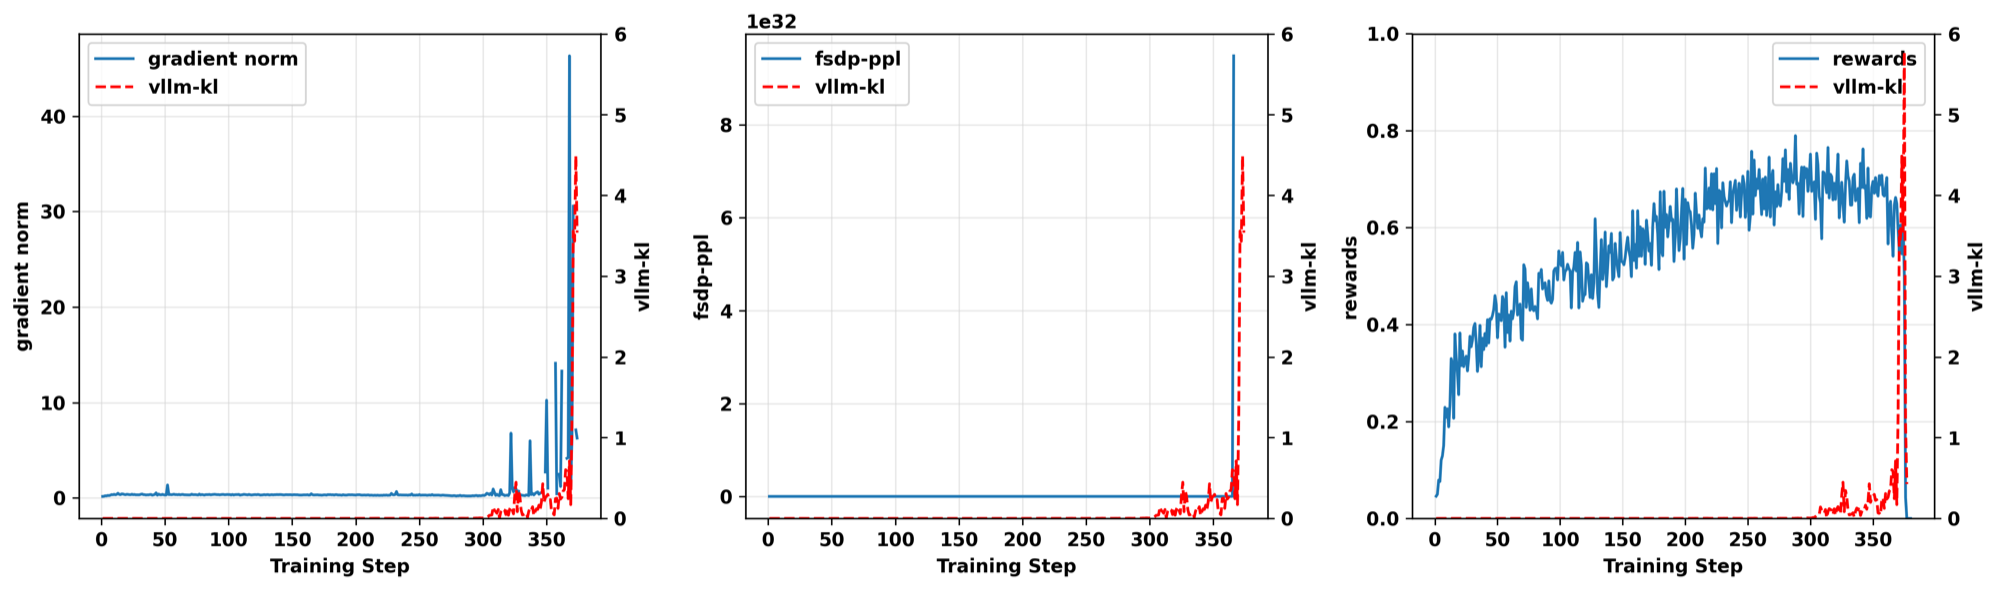 gradient norm
vllm-kl
gradient norm
40
30
20
10
0
6
5
4
3
2
1
0
vllm-kl
0 50 100 150 200 250 300 350
Training Step
1e32
fsdp-ppl
vllm-kl
fsdp-ppl
8
6
4
2
0
6
5
4
3
2
1
0
vllm-kl
0 50 100 150 200 250 300 350
Training Step
rewards
vllm-kl
rewards
1.0
0.8
0.6
0.4
0.2
0.0
6
5
4
3
2
1
0
vllm-kl
0 50 100 150 200 250 300 350
Training Step